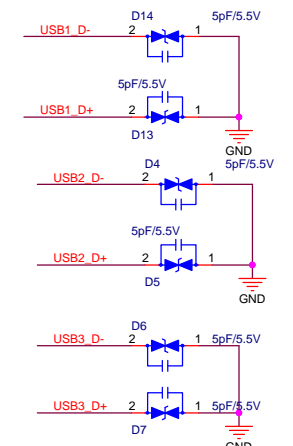 D14 5pF/5.5V
USB1_D- 2 1
5pF/5.5V
USB1_D+ 2 1
D13
GND
D4 5pF/5.5V
USB2_D- 2 1
5pF/5.5V
USB2_D+ 2 1
D5
GND
D6
USB3_D- 2 1 5pF/5.5V
USB3_D+ 2 1 5pF/5.5V
D7
GND